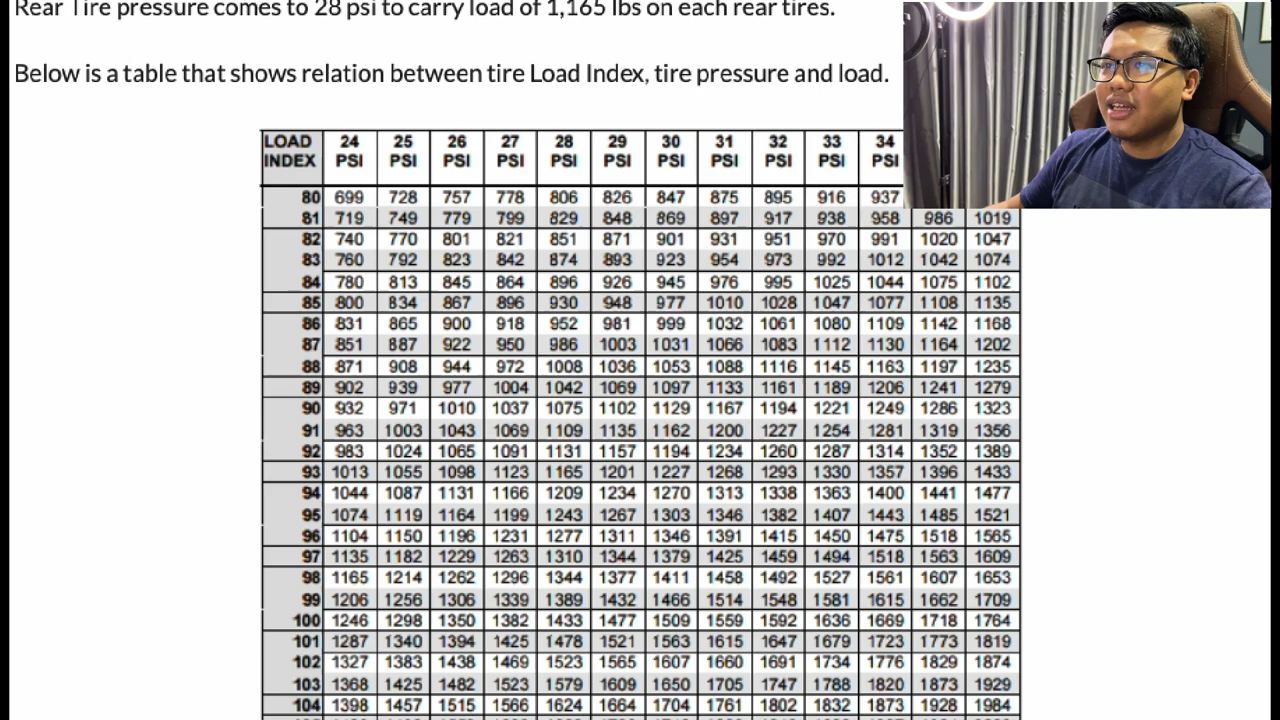 Rear Tire pressure comes to 28 psi to carry load of 1,165 lbs on each rear tires.
Below is a table that shows relation between tire Load Index, tire pressure and load.
LOAD INDEX 24 PSI 25 PSI 26 PSI 27 PSI 28 PSI 29 PSI 30 PSI 31 PSI 32 PSI 33 PSI 34 PSI
80 699 728 757 778 806 826 847 875 895 916 937
81 719 749 779 799 829 848 869 897 917 938 958 986 1019
82 740 770 801 821 851 871 901 931 951 970 991 1020 1047
83 760 792 823 842 874 893 923 954 973 992 1012 1042 1074
84 780 813 845 864 896 926 945 976 995 1025 1044 1075 1102
85 800 834 867 896 930 948 977 1010 1028 1047 1077 1108 1135
86 831 865 900 918 952 981 999 1032 1061 1080 1109 1142 1168
87 851 887 922 950 986 1003 1031 1066 1083 1112 1130 1164 1202
88 871 908 944 972 1008 1036 1053 1088 1116 1145 1163 1197 1235
89 902 939 977 1004 1042 1069 1097 1133 1161 1189 1206 1241 1279
90 932 971 1010 1037 1075 1102 1129 1167 1194 1221 1249 1286 1323
91 963 1003 1043 1069 1109 1135 1162 1200 1227 1254 1281 1319 1356
92 983 1024 1065 1091 1131 1157 1194 1234 1260 1287 1314 1352 1389
93 1013 1055 1098 1123 1165 1201 1227 1268 1293 1330 1357 1396 1433
94 1044 1087 1131 1166 1209 1234 1270 1313 1338 1363 1400 1441 1477
95 1074 1119 1164 1199 1243 1267 1303 1346 1382 1407 1443 1485 1521
96 1104 1150 1196 1231 1277 1311 1346 1391 1415 1450 1475 1518 1565
97 1135 1182 1229 1263 1310 1344 1379 1425 1459 1494 1518 1563 1609
98 1165 1214 1262 1296 1344 1377 1411 1458 1492 1527 1561 1607 1653
99 1206 1256 1306 1339 1389 1432 1466 1514 1548 1581 1615 1662 1709
100 1246 1298 1350 1382 1433 1477 1509 1559 1592 1636 1669 1718 1764
101 1287 1340 1394 1425 1478 1521 1563 1615 1647 1679 1723 1773 1819
102 1327 1383 1438 1469 1523 1565 1607 1660 1691 1734 1776 1829 1874
103 1368 1425 1482 1523 1579 1609 1650 1705 1747 1788 1820 1873 1929
104 1398 1457 1515 1566 1624 1664 1704 1761 1802 1832 1873 1928 1984